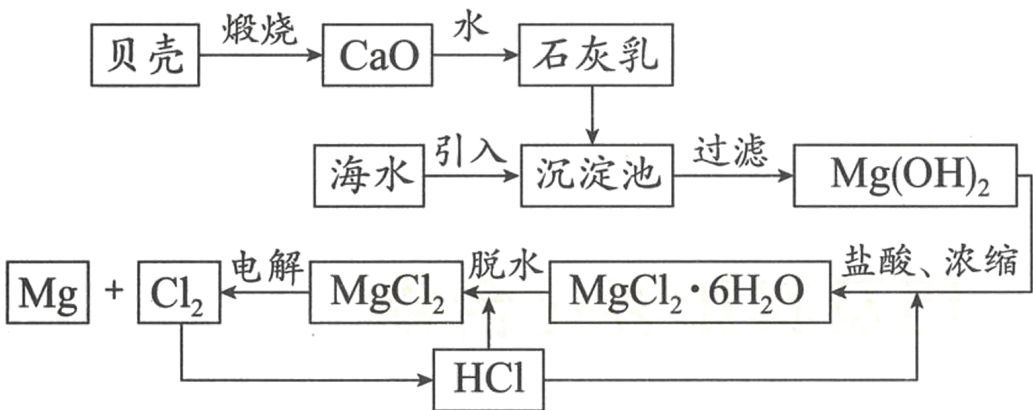 贝壳 煅烧 CaO 水 石灰乳
海水 引入 沉淀池 过滤 Mg(OH)₂
盐酸、浓缩
Mg + Cl₂ 电解 MgCl₂ 脱水 MgCl₂·6H₂O
HCl